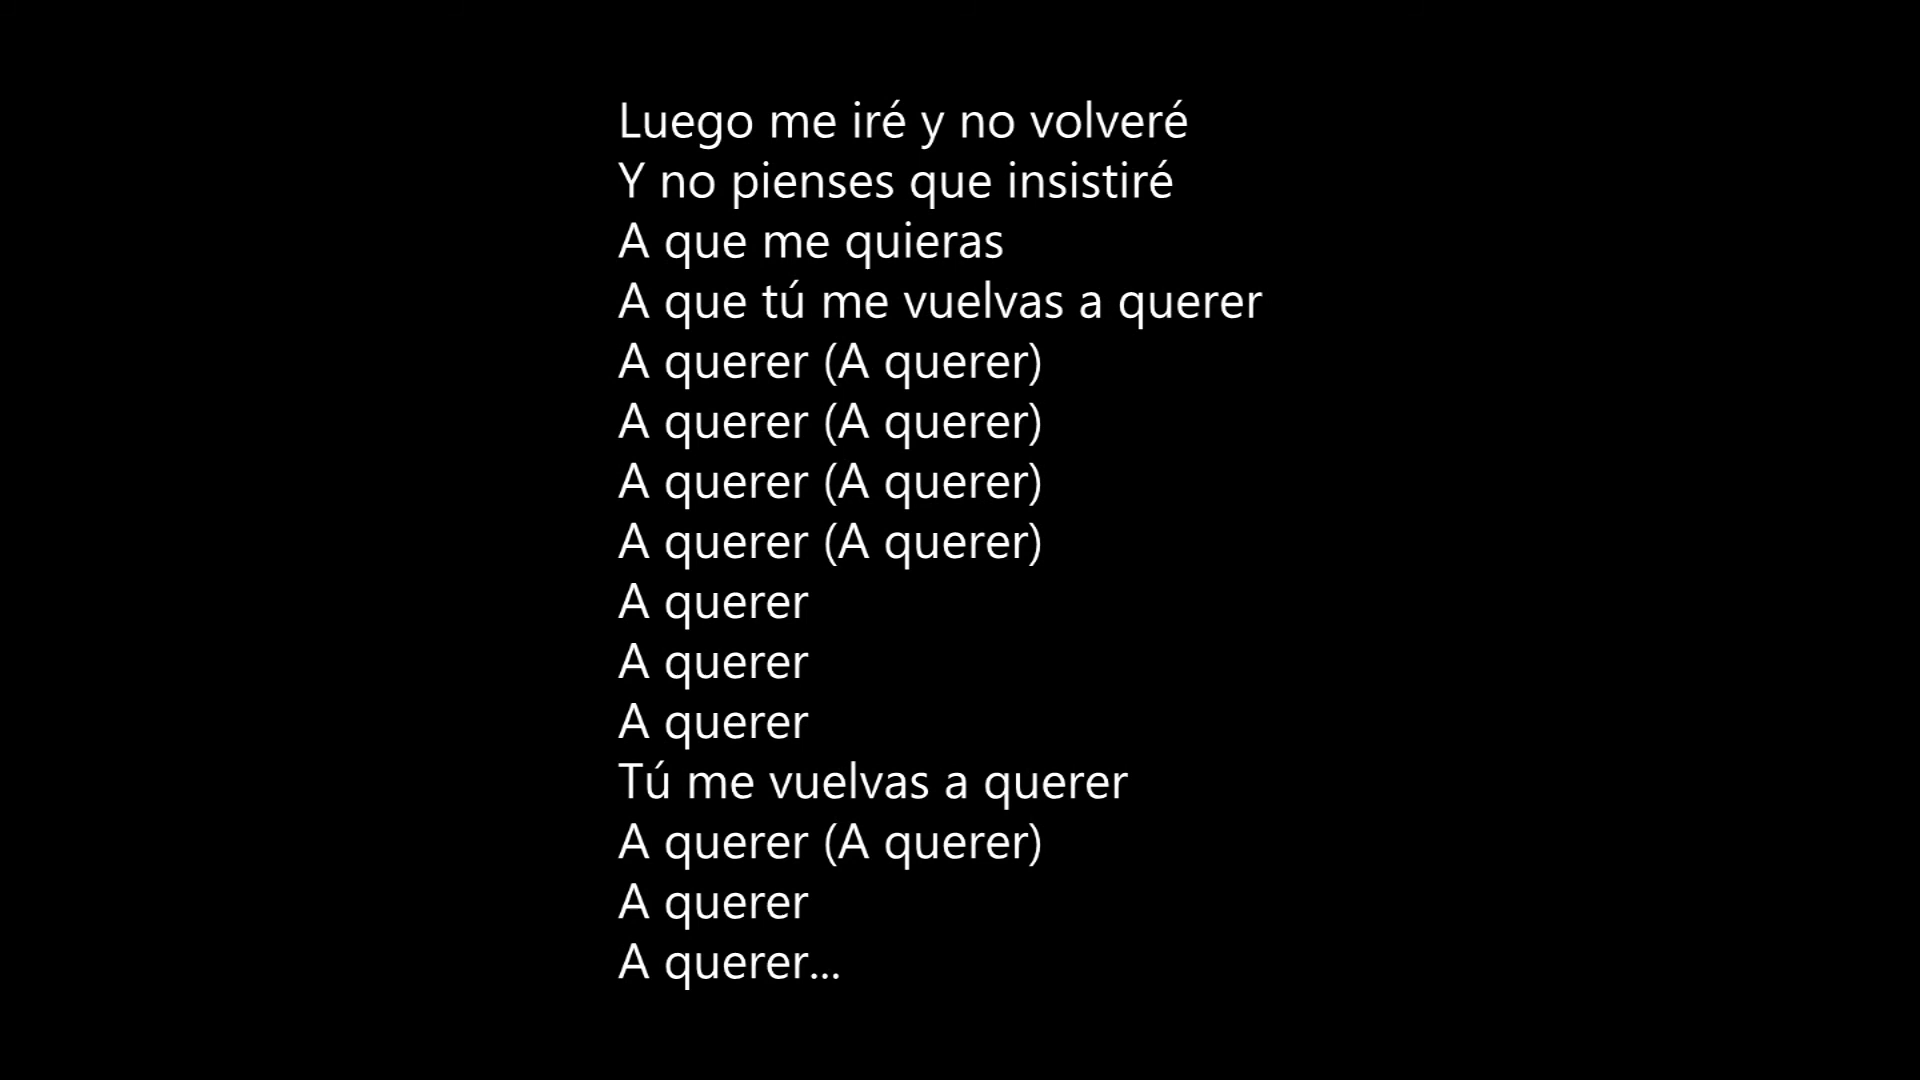 Luego me iré y no volveré
Y no pienses que insistiré
A que me quieras
A que tú me vuelvas a querer
A querer (A querer)
A querer (A querer)
A querer (A querer)
A querer (A querer)
A querer
A querer
A querer
Tú me vuelvas a querer
A querer (A querer)
A querer
A querer...